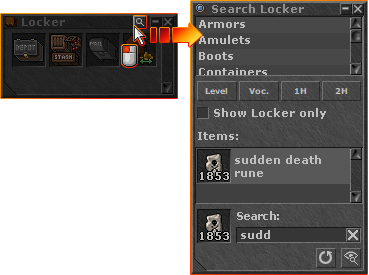 Locker
DEPOT
STASH
MAIL
Search Locker
Armors
Amulets
Boots
Containers
Level
Voc.
1H
2H
Show Locker only
Items:
1853
sudden death
rune
1853
Search:
sudd